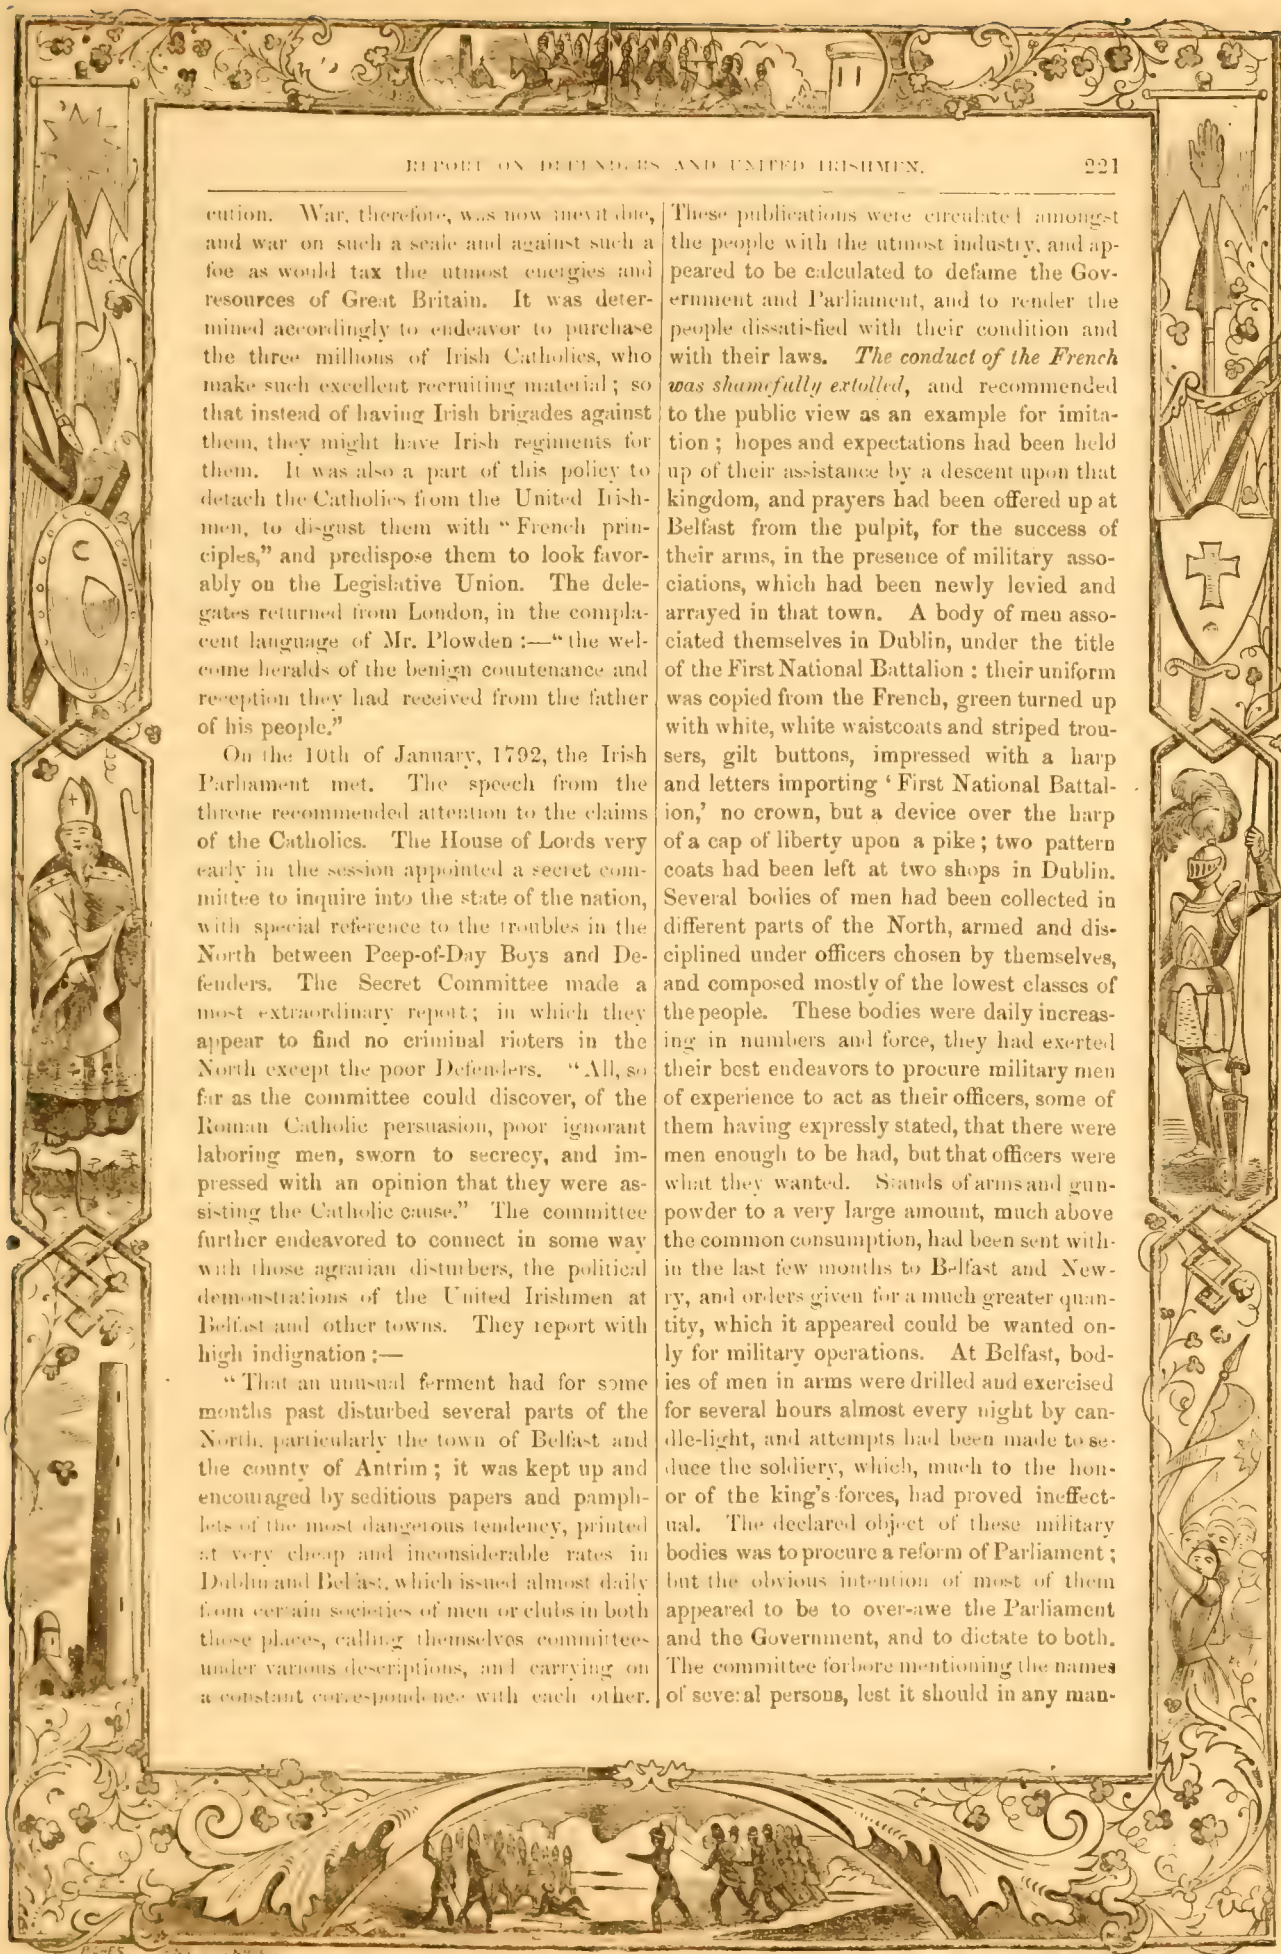 REPORT ON DEFENDERS AND UNITED IRISHMEN.
221
cution. War, therefore, was now inevitable,
and war on such a scale and against such a
foe as would tax the utmost energies and
resources of Great Britain. It was deter-
mined accordingly to endeavor to purchase
the three millions of Irish Catholics, who
make such excellent recruiting material; so
that instead of having Irish brigades against
them, they might have Irish regiments for
them. It was also a part of this policy to
detach the Catholics from the United Irish-
men, to disgust them with “French prin-
ciples,” and predispose them to look favor-
ably on the Legislative Union. The dele-
gates returned from London, in the compla-
cent language of Mr. Plowden:—“the wel-
come heralds of the benign countenance and
reception they had received from the father
of his people.”
On the 10th of January, 1792, the Irish
Parliament met. The speech from the
throne recommended attention to the claims
of the Catholics. The House of Lords very
early in the session appointed a secret com-
mittee to inquire into the state of the nation,
with special reference to the troubles in the
North between Peep-of-Day Boys and De-
fenders. The Secret Committee made a
most extraordinary report; in which they
appear to find no criminal rioters in the
North except the poor Defenders. “All, so
far as the committee could discover, of the
Roman Catholic persuasion, poor ignorant
laboring men, sworn to secrecy, and im-
pressed with an opinion that they were as-
sisting the Catholic cause.” The committee
further endeavored to connect in some way
with those agrarian disturbers, the political
demonstrations of the United Irishmen at
Belfast and other towns. They report with
high indignation:—
“That an unusual ferment had for some
months past disturbed several parts of the
North, particularly the town of Belfast and
the county of Antrim; it was kept up and
encouraged by seditious papers and pamph-
lets of the most dangerous tendency, printed
at very cheap and inconsiderable rates in
Dublin and Belfast, which issued almost daily
from certain societies of men or clubs in both
those places, calling themselves committees
under various descriptions, and carrying on
a constant correspondence with each other.
These publications were circulated amongst
the people with the utmost industry, and ap-
peared to be calculated to defame the Gov-
ernment and Parliament, and to render the
people dissatisfied with their condition and
with their laws. The conduct of the French
was shamefully extolled, and recommended
to the public view as an example for imita-
tion; hopes and expectations had been held
up of their assistance by a descent upon that
kingdom, and prayers had been offered up at
Belfast from the pulpit, for the success of
their arms, in the presence of military asso-
ciations, which had been newly levied and
arrayed in that town. A body of men asso-
ciated themselves in Dublin, under the title
of the First National Battalion: their uniform
was copied from the French, green turned up
with white, white waistcoats and striped trou-
sers, gilt buttons, impressed with a harp
and letters importing ‘First National Battal-
ion,’ no crown, but a device over the harp
of a cap of liberty upon a pike; two pattern
coats had been left at two shops in Dublin.
Several bodies of men had been collected in
different parts of the North, armed and dis-
ciplined under officers chosen by themselves,
and composed mostly of the lowest classes of
the people. These bodies were daily increas-
ing in numbers and force, they had exerted
their best endeavors to procure military men
of experience to act as their officers, some of
them having expressly stated, that there were
men enough to be had, but that officers were
what they wanted. Stands of arms and gun-
powder to a very large amount, much above
the common consumption, had been sent with-
in the last few months to Belfast and New-
ry, and orders given for a much greater quan-
tity, which it appeared could be wanted on-
ly for military operations. At Belfast, bod-
ies of men in arms were drilled and exercised
for several hours almost every night by can-
dle-light, and attempts had been made to se-
duce the soldiery, which, much to the hon-
or of the king's forces, had proved ineffect-
ual. The declared object of these military
bodies was to procure a reform of Parliament;
but the obvious intention of most of them
appeared to be to over-awe the Parliament
and the Government, and to dictate to both.
The committee forbore mentioning the names
of several persons, lest it should in any man-